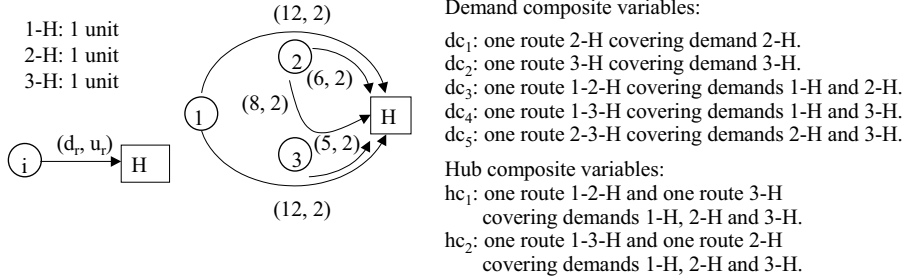 1-H: 1 unit
2-H: 1 unit
3-H: 1 unit
(12, 2)
2
(6, 2)
(8, 2)
1
H
3
(5, 2)
(12, 2)
i
(dᵣ, uᵣ)
H
Demand composite variables:
dc₁: one route 2-H covering demand 2-H.
dc₂: one route 3-H covering demand 3-H.
dc₃: one route 1-2-H covering demands 1-H and 2-H.
dc₄: one route 1-3-H covering demands 1-H and 3-H.
dc₅: one route 2-3-H covering demands 2-H and 3-H.
Hub composite variables:
hc₁: one route 1-2-H and one route 3-H
covering demands 1-H, 2-H and 3-H.
hc₂: one route 1-3-H and one route 2-H
covering demands 1-H, 2-H and 3-H.